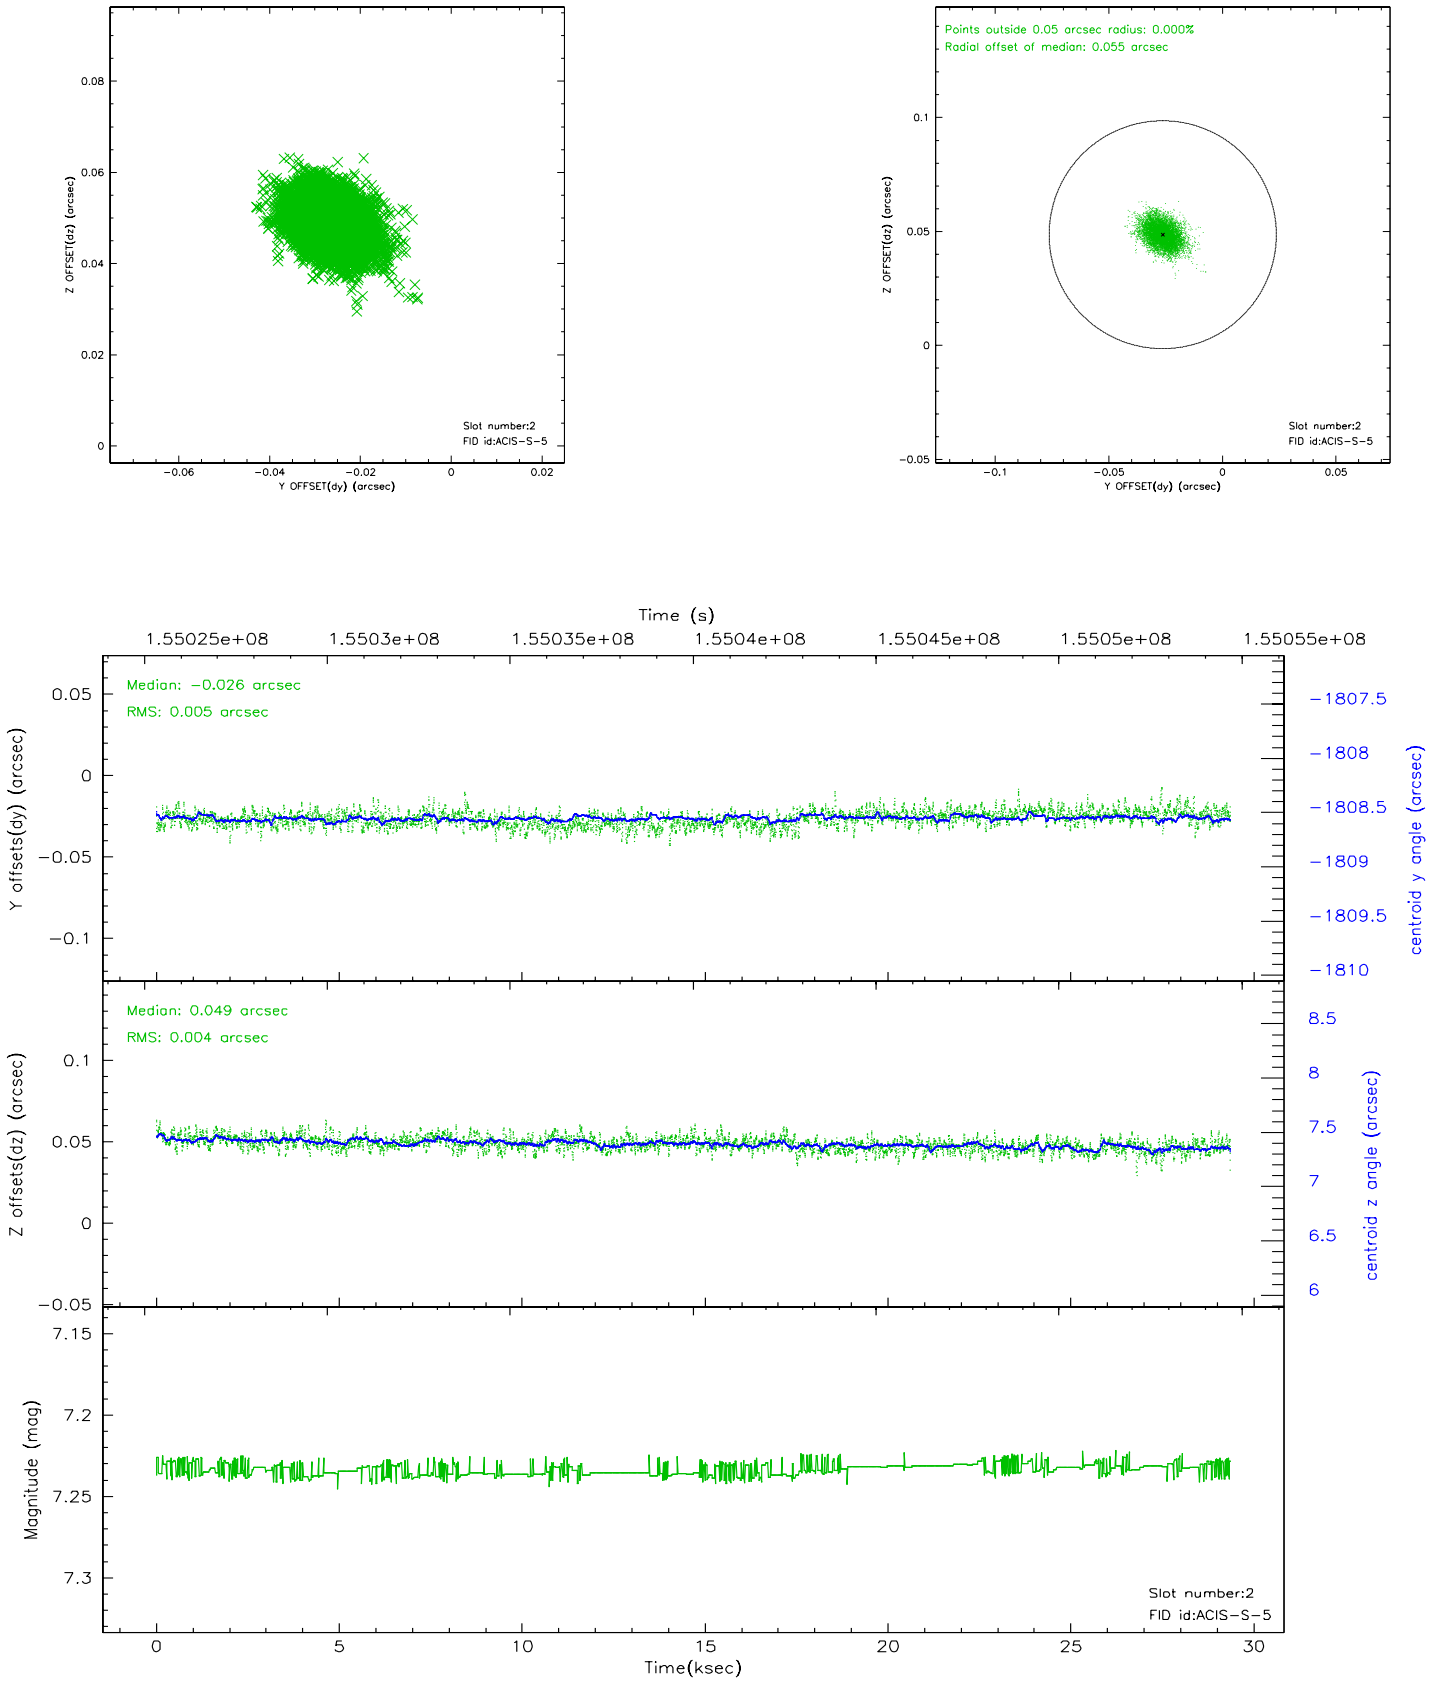 0.08
0.06
0.04
0.02
0
Z OFFSET(dz) (arcsec)
Slot number:2
FID id:ACIS-S-5
-0.06 -0.04 -0.02 0 0.02
Y OFFSET(dy) (arcsec)
Points outside 0.05 arcsec radius: 0.000%
Radial offset of median: 0.055 arcsec
0.1
0.05
0
-0.05
Z OFFSET(dz) (arcsec)
Slot number:2
FID id:ACIS-S-5
-0.1 -0.05 0 0.05
Y OFFSET(dy) (arcsec)
Time (s)
1.55025e+08 1.5503e+08 1.55035e+08 1.5504e+08 1.55045e+08 1.5505e+08 1.55055e+08
Median: -0.026 arcsec
RMS: 0.005 arcsec
0.05
0
-0.05
-0.1
Y offsets(dy) (arcsec)
-1807.5
-1808
-1808.5
-1809
-1809.5
-1810
centroid y angle (arcsec)
Median: 0.049 arcsec
RMS: 0.004 arcsec
0.1
0.05
0
-0.05
Z offsets(dz) (arcsec)
8.5
8
7.5
7
6.5
6
centroid z angle (arcsec)
7.15
7.2
7.25
7.3
Magnitude (mag)
Slot number:2
FID id:ACIS-S-5
0 5 10 15 20 25 30
Time(ksec)